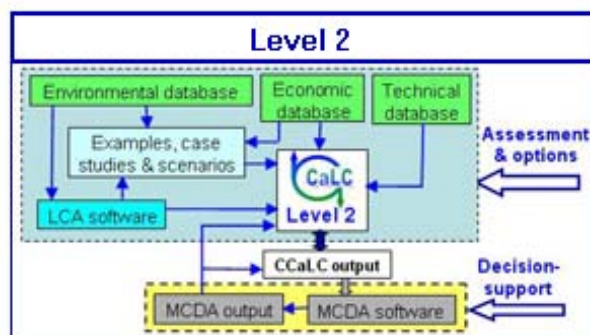 Level 2
Environmental database
Economic
database
Technical
database
Examples, case
studies & scenarios
Assessment
& options
CaLC
Level 2
LCA software
CCaLC output
Decision-
support
MCDA output
MCDA software